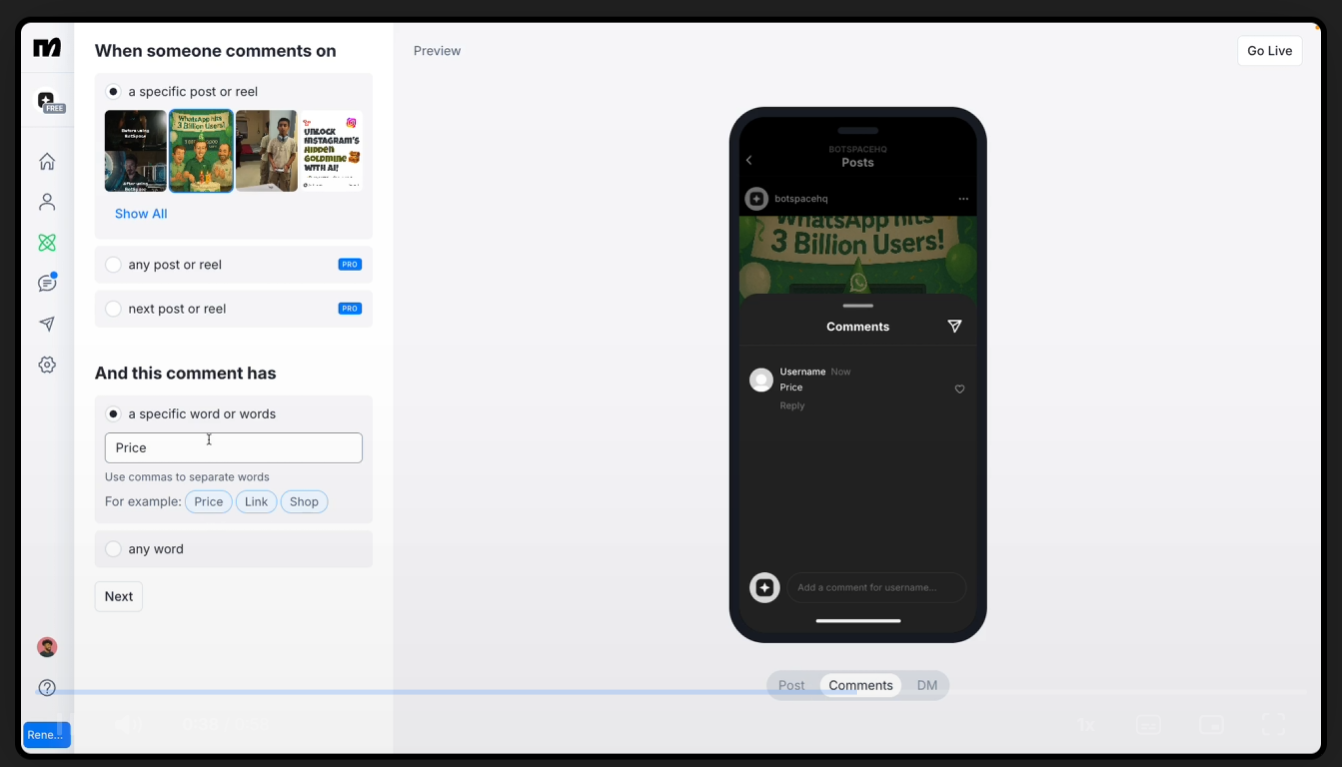 When someone comments on
Preview
Go Live
FREE
a specific post or reel
Before using
BotSpace
After using
BotSpace
WhatsApp hits
3 Billion Users!
UNLOCK
INSTAGRAM'S
HIDDEN
GOLDMINE
WITH AI!
Show All
any post or reel
PRO
next post or reel
PRO
And this comment has
a specific word or words
Price
Use commas to separate words
For example: Price Link Shop
any word
Next
Rene...
BOTSPACEHQ
Posts
botspacehq
WhatsApp hits
3 Billion Users!
Comments
Username Now
Price
Reply
Add a comment for username...
Post Comments DM
1x